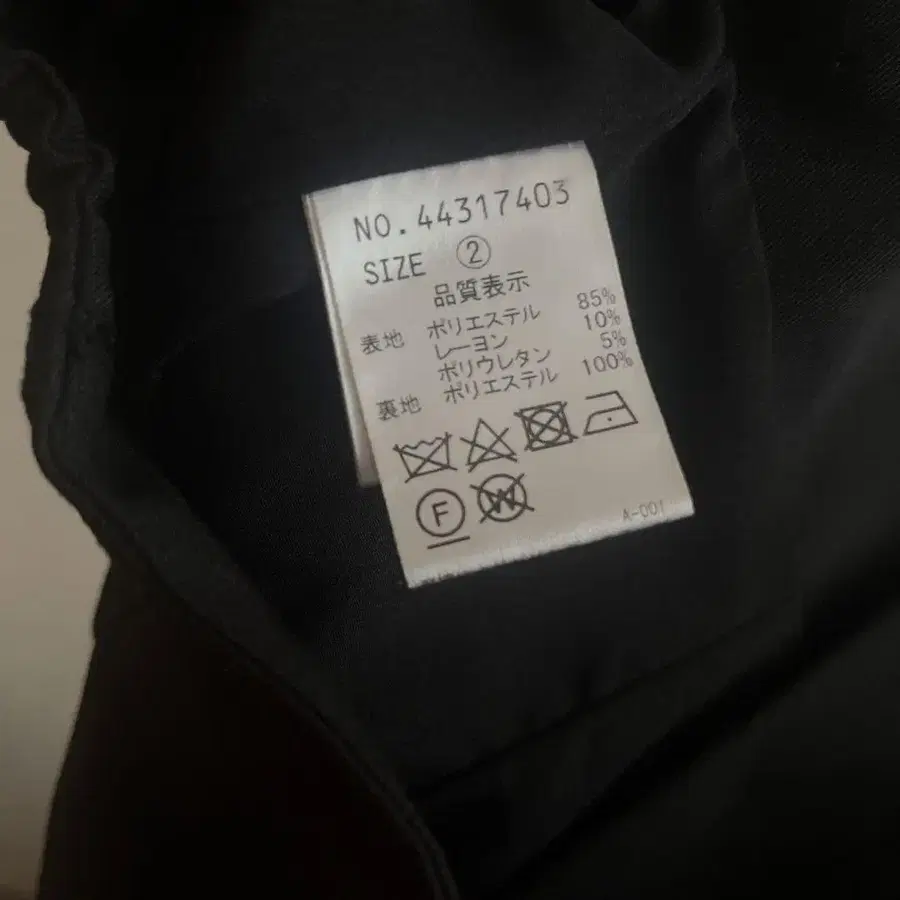 NO.44317403
SIZE ②
品質表示
表地 ポリエステル 85%
レーヨン 10%
ポリウレタン 5%
裏地 ポリエステル 100%
F W
A-001